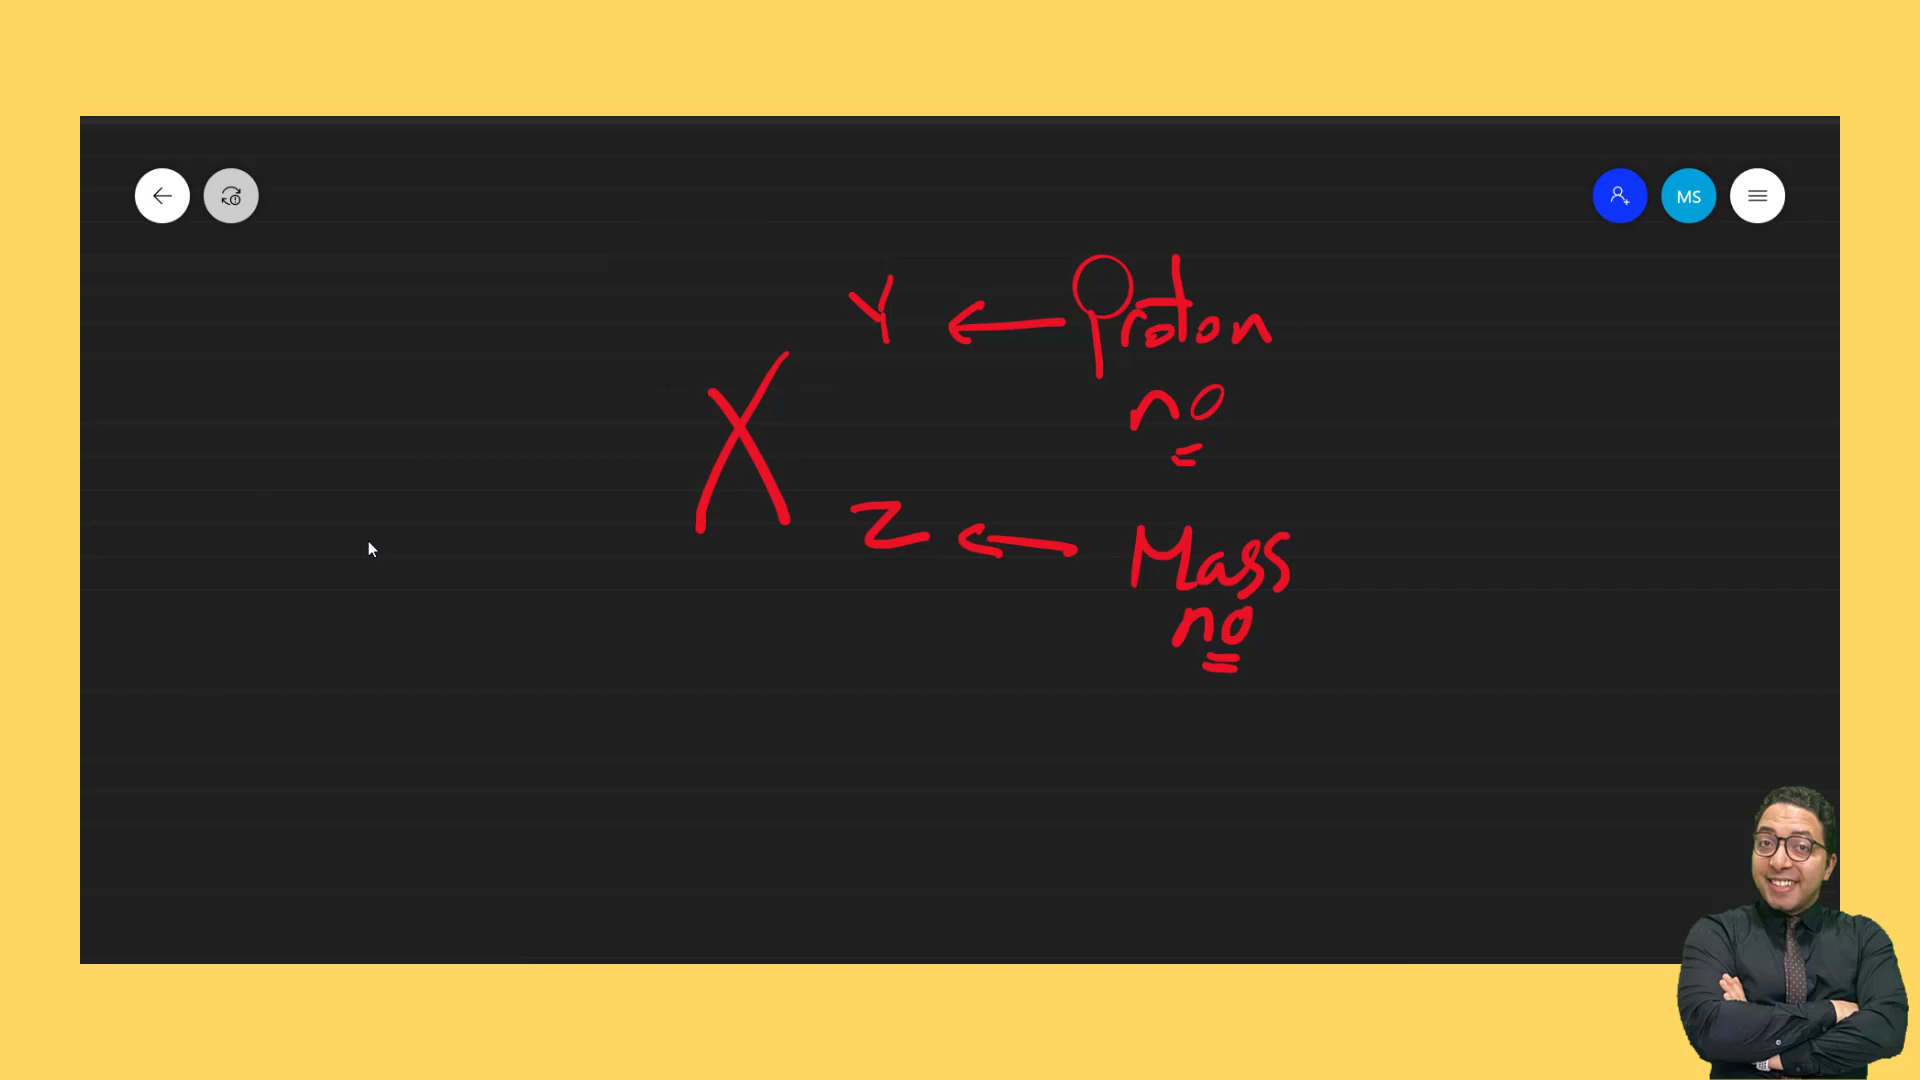 MS
Y ← Proton
no
X
Z ← Mass
no